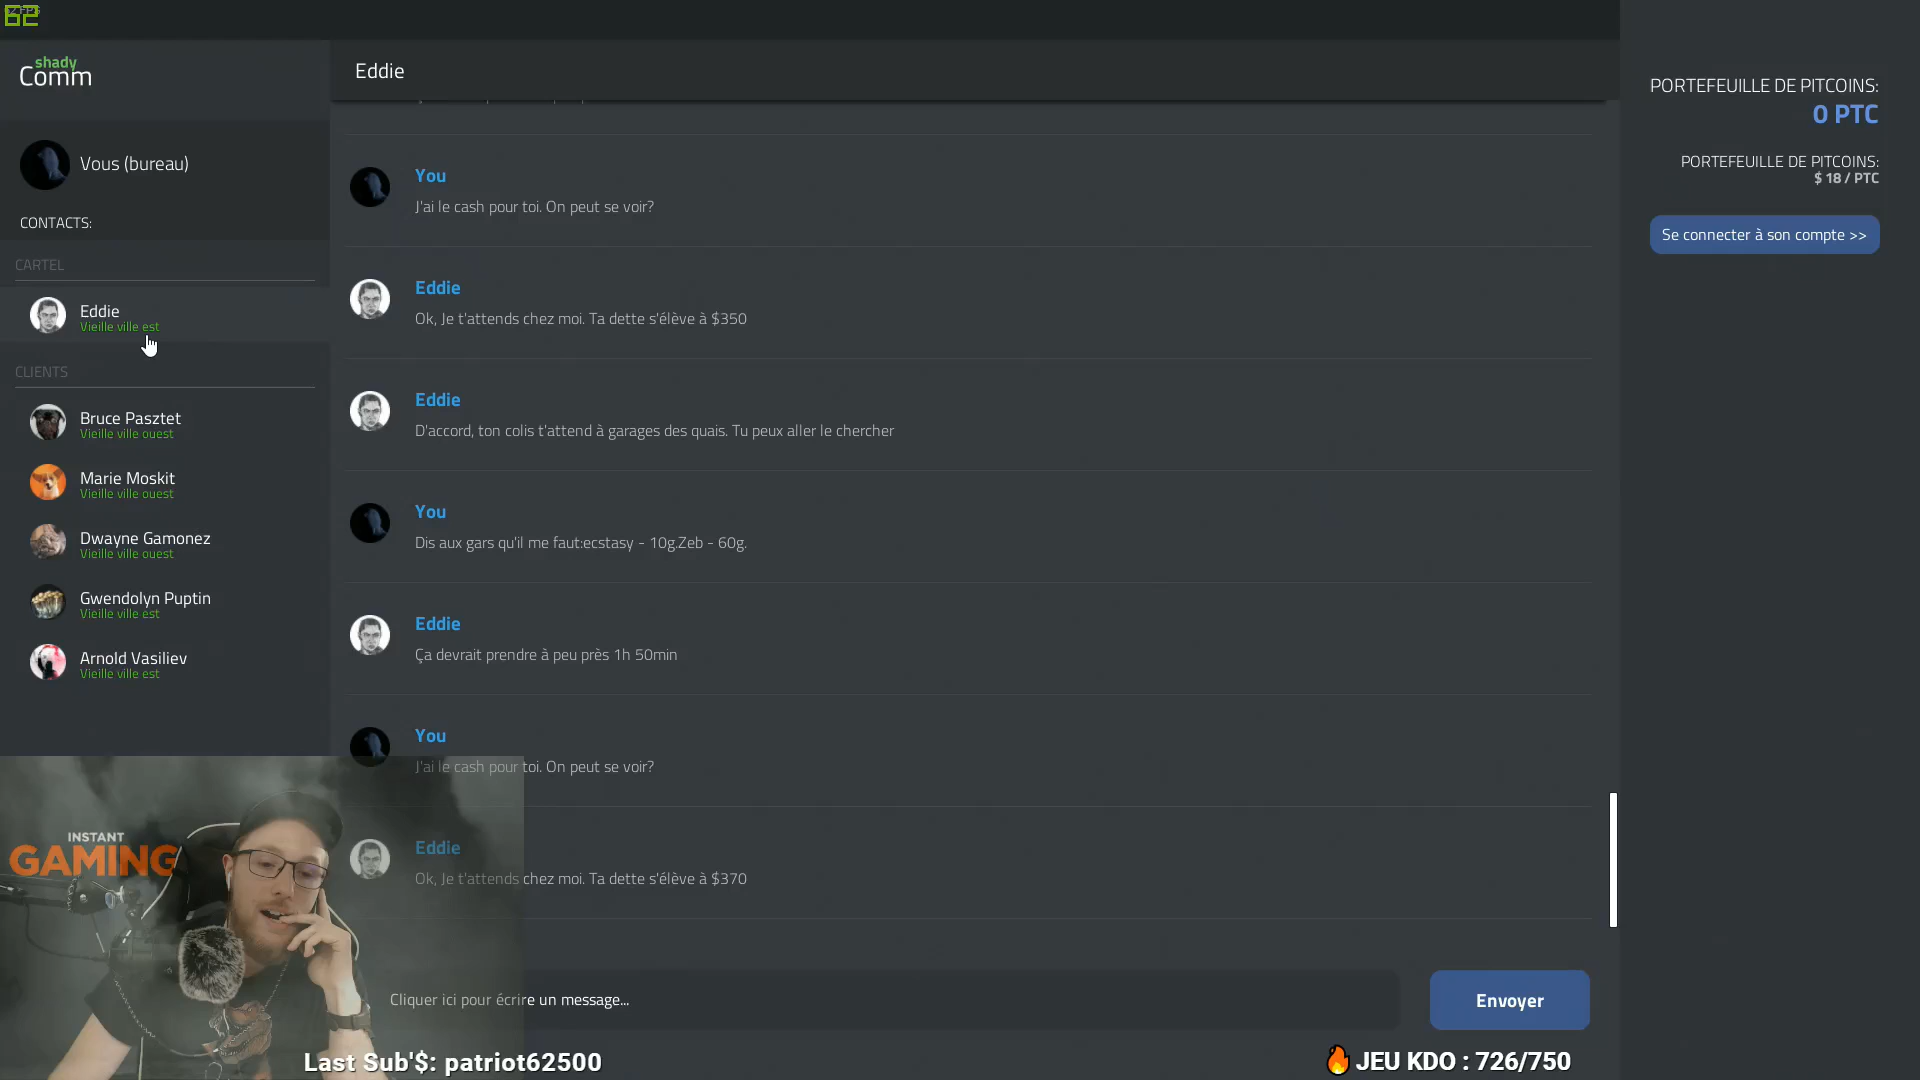 62 FPS
shady
Comm
Vous (bureau)
CONTACTS:
CARTEL
Eddie
Vieille ville est
CLIENTS
Bruce Pasztet
Vieille ville ouest
Marie Moskit
Vieille ville ouest
Dwayne Gamonez
Vieille ville ouest
Gwendolyn Puptin
Vieille ville est
Arnold Vasiliev
Vieille ville est
Eddie
You
J'ai le cash pour toi. On peut se voir?
Eddie
Ok, Je t'attends chez moi. Ta dette s'élève à $350
Eddie
D'accord, ton colis t'attend à garages des quais. Tu peux aller le chercher
You
Dis aux gars qu'il me faut:ecstasy - 10g.Zeb - 60g.
Eddie
Ça devrait prendre à peu près 1h 50min
You
J'ai le cash pour toi. On peut se voir?
Eddie
Ok, Je t'attends chez moi. Ta dette s'élève à $370
Cliquer ici pour écrire un message...
Envoyer
PORTEFEUILLE DE PITCOINS:
0 PTC
PORTEFEUILLE DE PITCOINS:
$ 18 / PTC
Se connecter à son compte >>
INSTANT
GAMING
Last Sub'$: patriot62500
JEU KDO : 726/750